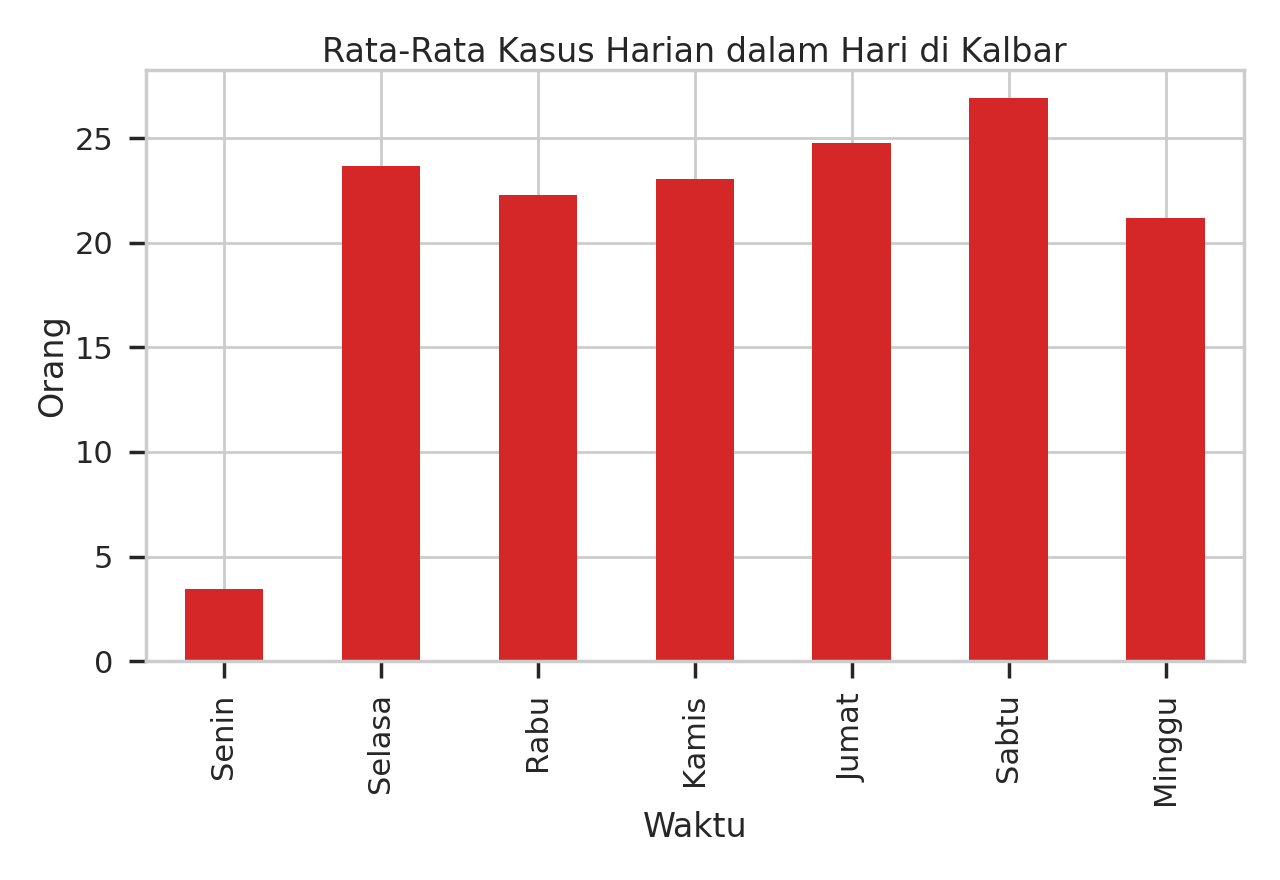 Rata-Rata Kasus Harian dalam Hari di Kalbar
25
20
15
10
5
0
Orang
Senin
Selasa
Rabu
Kamis
Jumat
Sabtu
Minggu
Waktu